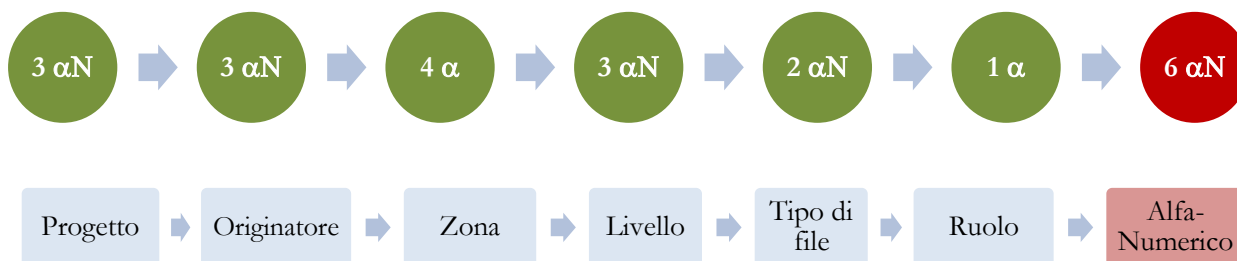 3 αN
3 αN
4 α
3 αN
2 αN
1 α
6 αN
Progetto
Originatore
Zona
Livello
Tipo di
file
Ruolo
Alfa-
Numerico